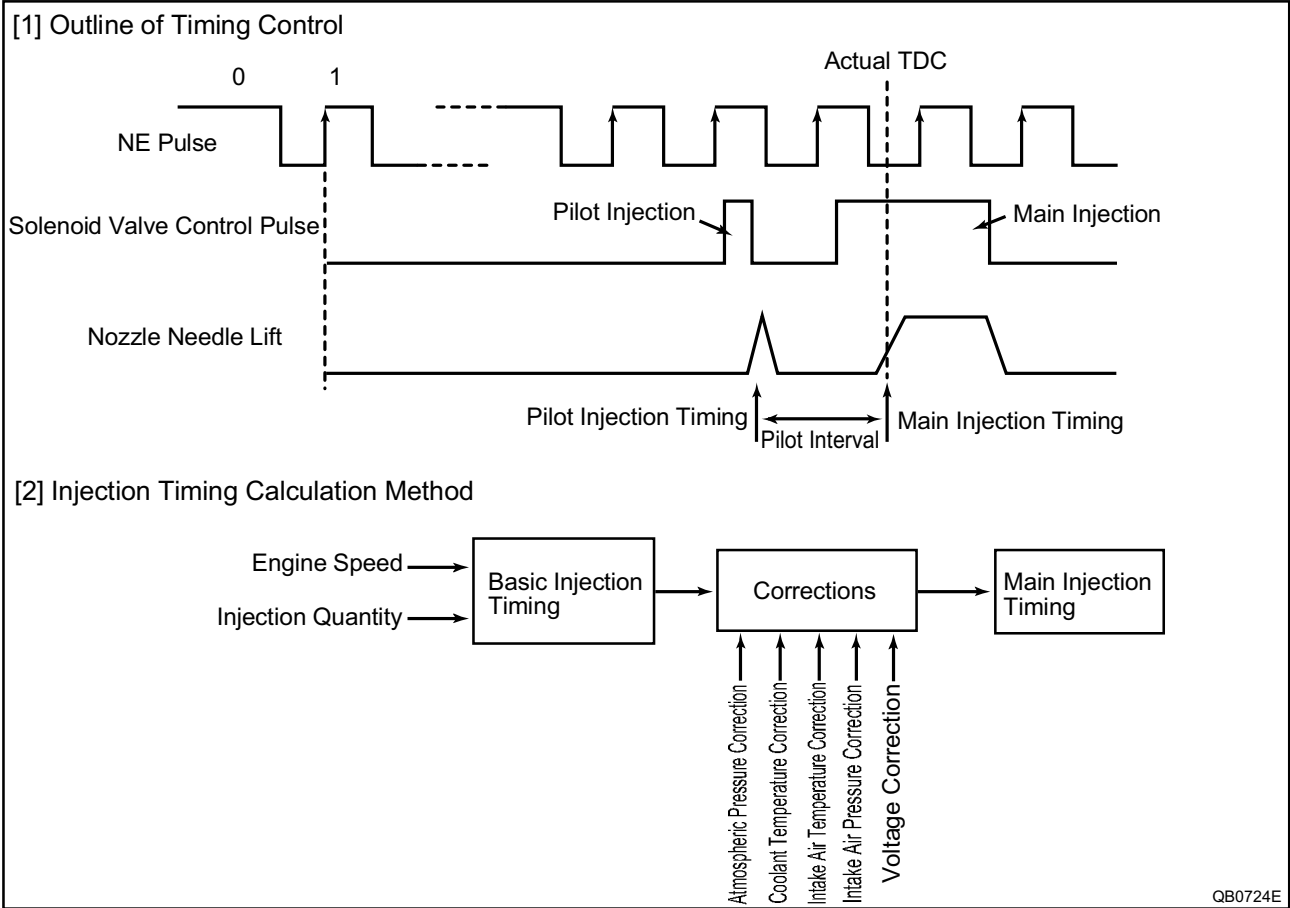 [1] Outline of Timing Control
Actual TDC
0 1
NE Pulse
Solenoid Valve Control Pulse
Pilot Injection
Main Injection
Nozzle Needle Lift
Pilot Injection Timing
Pilot Interval
Main Injection Timing
[2] Injection Timing Calculation Method
Engine Speed
Injection Quantity
Basic Injection
Timing
Corrections
Main Injection
Timing
Atmospheric Pressure Correction
Coolant Temperature Correction
Intake Air Temperature Correction
Intake Air Pressure Correction
Voltage Correction
QB0724E